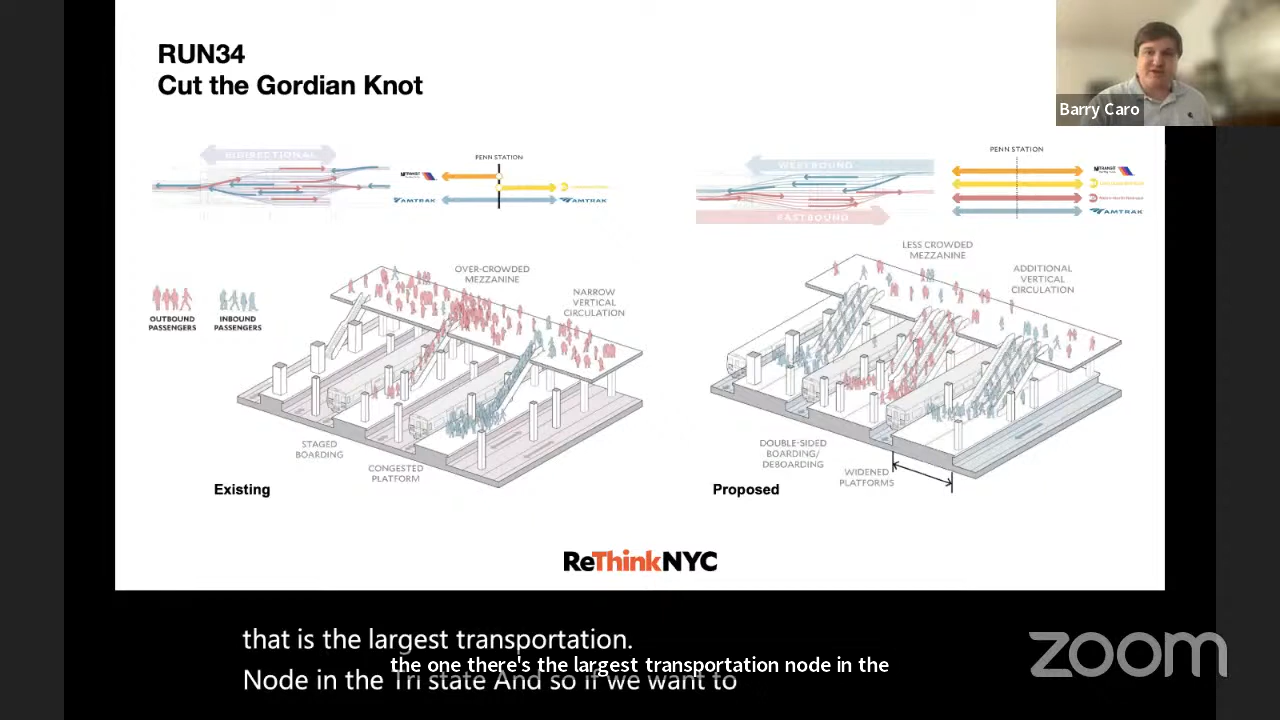 RUN34
Cut the Gordian Knot
Barry Caro
BIDIRECTIONAL
PENN STATION
AMTRAK
AMTRAK
WESTBOUND
EASTBOUND
PENN STATION
AMTRAK
OUTBOUND
PASSENGERS
INBOUND
PASSENGERS
OVER-CROWDED
MEZZANINE
NARROW
VERTICAL
CIRCULATION
STAGED
BOARDING
CONGESTED
PLATFORM
Existing
LESS CROWDED
MEZZANINE
ADDITIONAL
VERTICAL
CIRCULATION
DOUBLE-SIDED
BOARDING/
DEBOARDING
WIDENED
PLATFORMS
Proposed
ReThinkNYC
that is the largest transportation.
the one there's the largest transportation node in the
Node in the Tri state And so if we want to
zoom